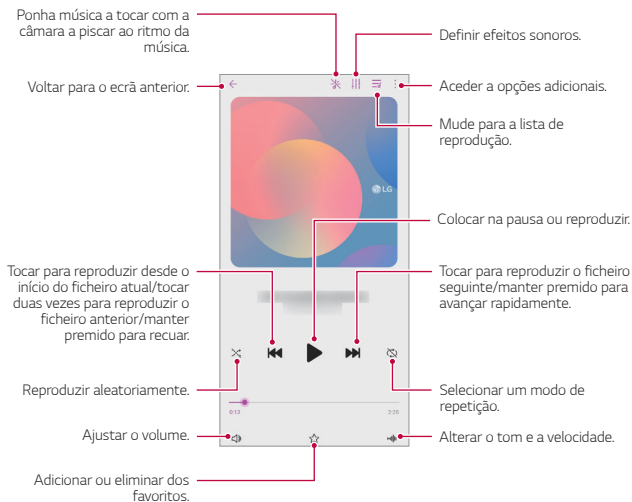 Ponha música a tocar com a
câmara a piscar ao ritmo da
música.
Definir efeitos sonoros.
Voltar para o ecrã anterior.
Aceder a opções adicionais.
Mude para a lista de
reprodução.
LG
Colocar na pausa ou reproduzir.
Tocar para reproduzir desde o
início do ficheiro atual/tocar
duas vezes para reproduzir o
ficheiro anterior/manter
premido para recuar.
Tocar para reproduzir o ficheiro
seguinte/manter premido para
avançar rapidamente.
Reproduzir aleatoriamente.
Selecionar um modo de
repetição.
0:13
3:26
Ajustar o volume.
Alterar o tom e a velocidade.
Adicionar ou eliminar dos
favoritos.